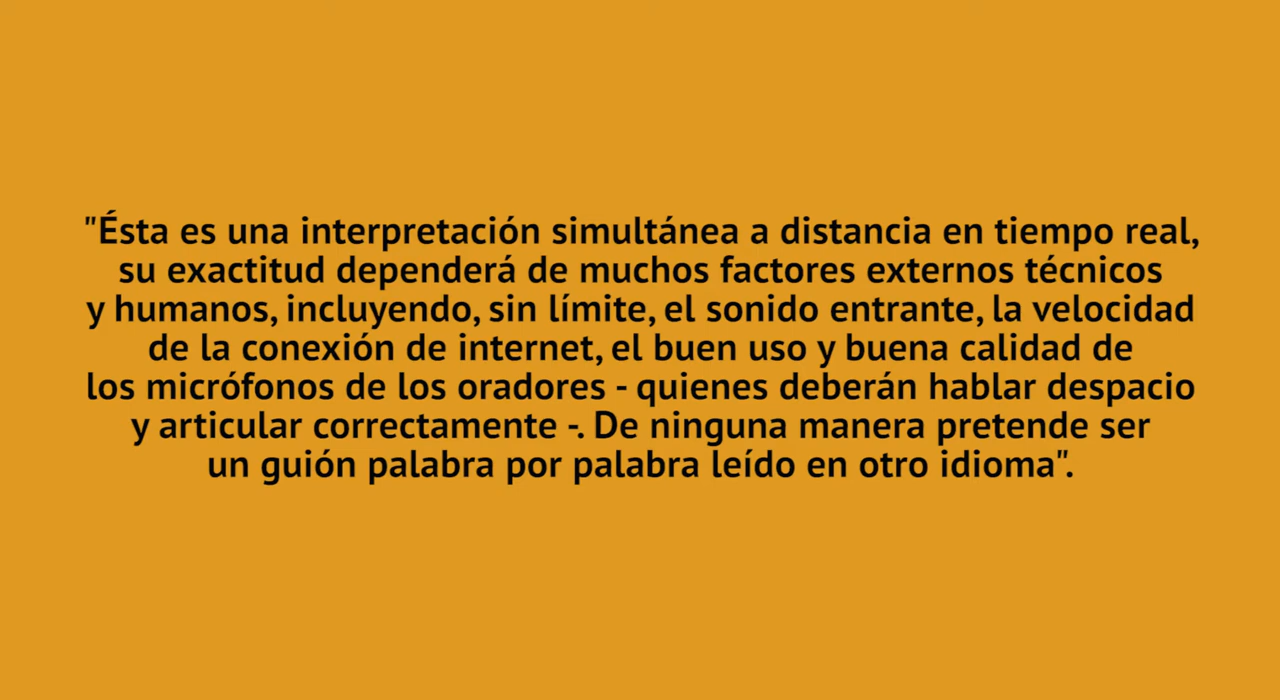 "Ésta es una interpretación simultánea a distancia en tiempo real,
su exactitud dependerá de muchos factores externos técnicos
y humanos, incluyendo, sin límite, el sonido entrante, la velocidad
de la conexión de internet, el buen uso y buena calidad de
los micrófonos de los oradores - quienes deberán hablar despacio
y articular correctamente -. De ninguna manera pretende ser
un guión palabra por palabra leído en otro idioma".